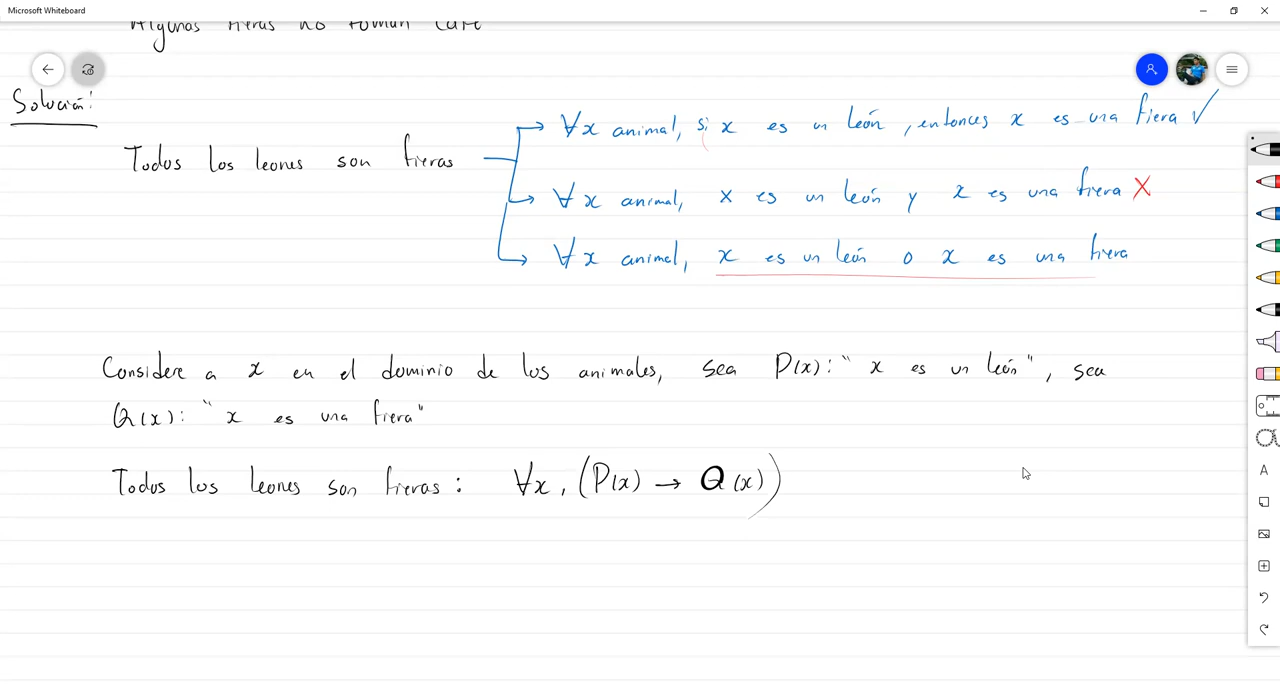 Microsoft Whiteboard
Algunas fieras no toman café
Solución:
Todos los leones son fieras
∀x animal, si x es un león, entonces x es una fiera ✓
∀x animal, x es un león y x es una fiera X
∀x animal, x es un león o x es una fiera
Considere a x en el dominio de los animales, sea P(x): "x es un león", sea
Q(x): "x es una fiera"
Todos los leones son fieras: ∀x, (P(x) → Q(x))